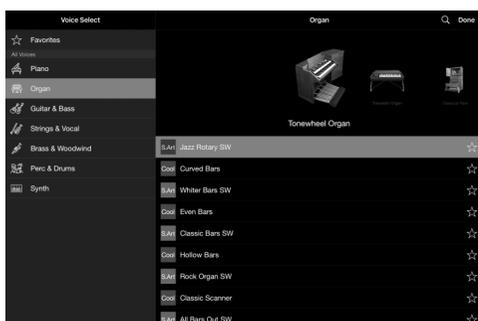 Voice Select
Organ
Done
Favorites
All Voices
Piano
Organ
Guitar & Bass
Strings & Vocal
Brass & Woodwind
Perc & Drums
Synth
Tonewheel Organ
Tonewheel Organ
S.Art Jazz Rotary SW
Cool Curved Bars
S.Art Whiter Bars SW
Cool Even Bars
S.Art Classic Bars SW
Cool Hollow Bars
S.Art Rock Organ SW
Cool Classic Scanner
S.Art All Bars Out SW